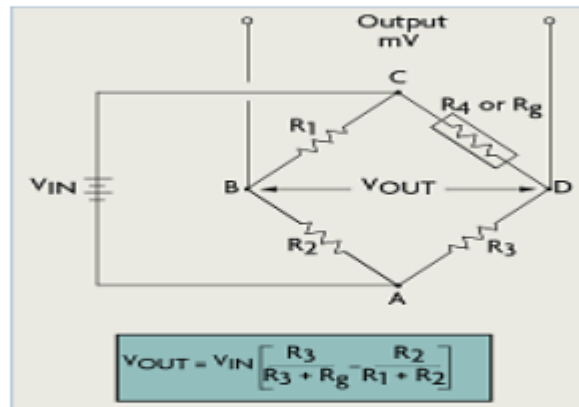 Output
mV
C
R4 or Rg
R1
VIN
B
VOUT
D
R2
R3
A
VOUT = VIN [ R3 / R3 + Rg - R2 / R1 + R2 ]